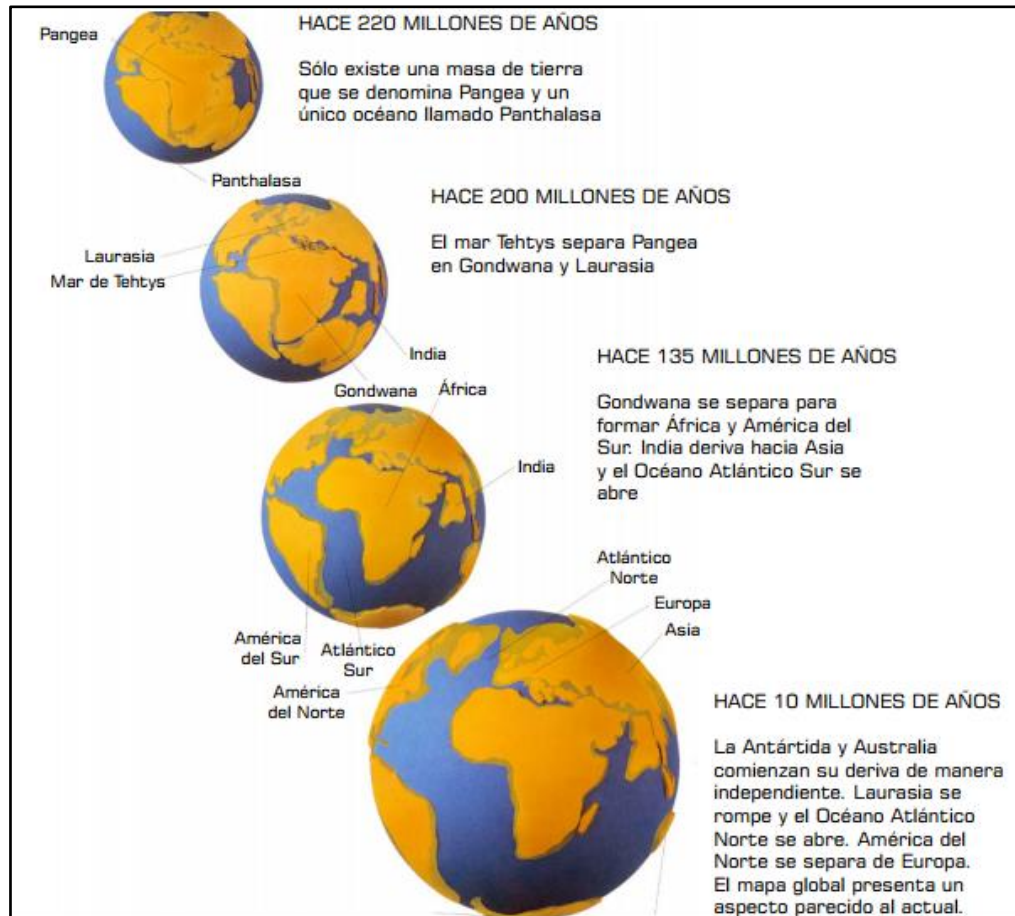 Pangea
HACE 220 MILLONES DE AÑOS
Sólo existe una masa de tierra
que se denomina Pangea y un
único océano llamado Panthalasa
Panthalasa
HACE 200 MILLONES DE AÑOS
El mar Tehtys separa Pangea
en Gondwana y Laurasia
Laurasia
Mar de Tehtys
India
Gondwana
HACE 135 MILLONES DE AÑOS
Gondwana se separa para
formar África y América del
Sur. India deriva hacia Asia
y el Océano Atlántico Sur se
abre
África
India
América
del Sur
Atlántico
Sur
Atlántico
Norte
Europa
Asia
América
del Norte
HACE 10 MILLONES DE AÑOS
La Antártida y Australia
comienzan su deriva de manera
independiente. Laurasia se
rompe y el Océano Atlántico
Norte se abre. América del
Norte se separa de Europa.
El mapa global presenta un
aspecto parecido al actual.